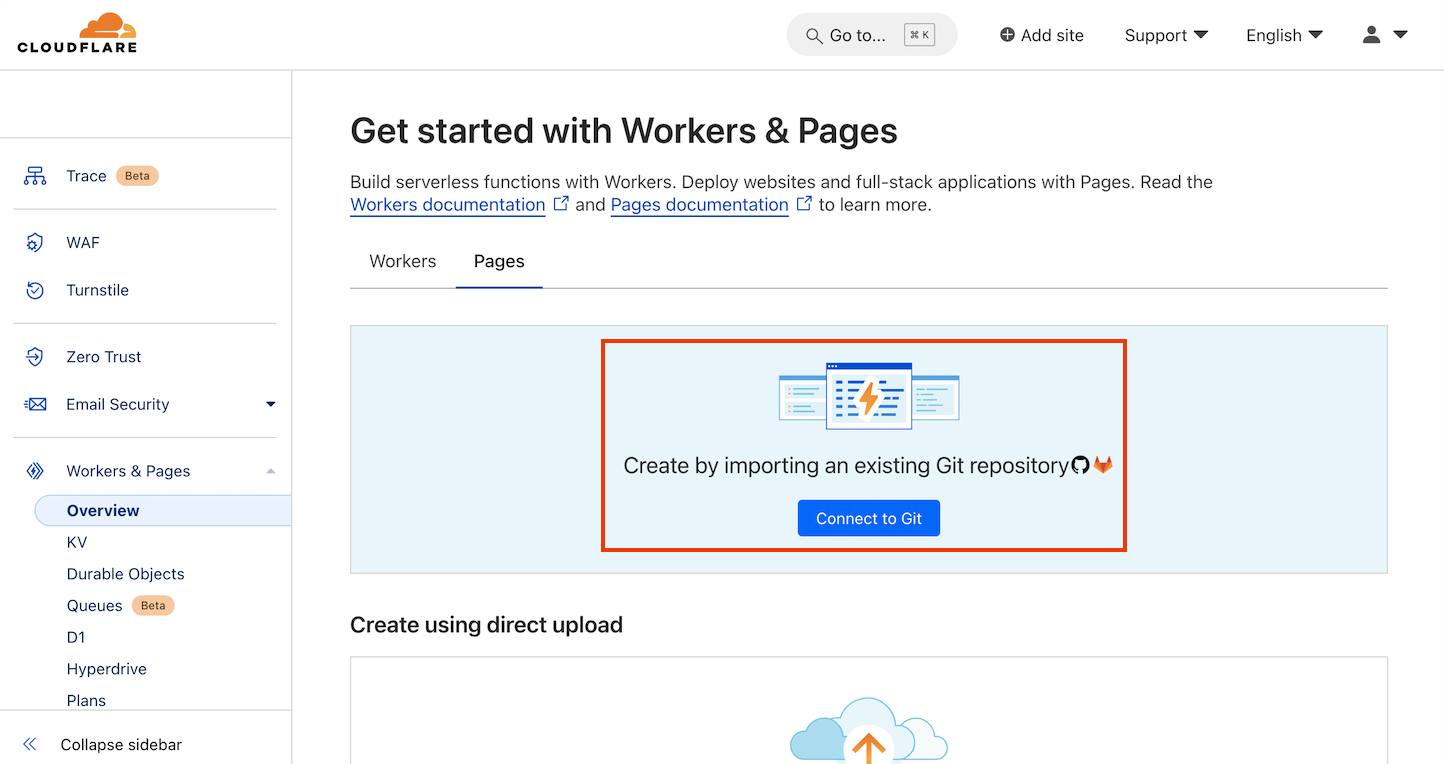 CLOUDFLARE
Go to... ⌘ K
Add site
Support
English
Trace Beta
WAF
Turnstile
Zero Trust
Email Security
Workers & Pages
Overview
KV
Durable Objects
Queues Beta
D1
Hyperdrive
Plans
Collapse sidebar
Get started with Workers & Pages
Build serverless functions with Workers. Deploy websites and full-stack applications with Pages. Read the
Workers documentation and Pages documentation to learn more.
Workers Pages
Create by importing an existing Git repository
Connect to Git
Create using direct upload